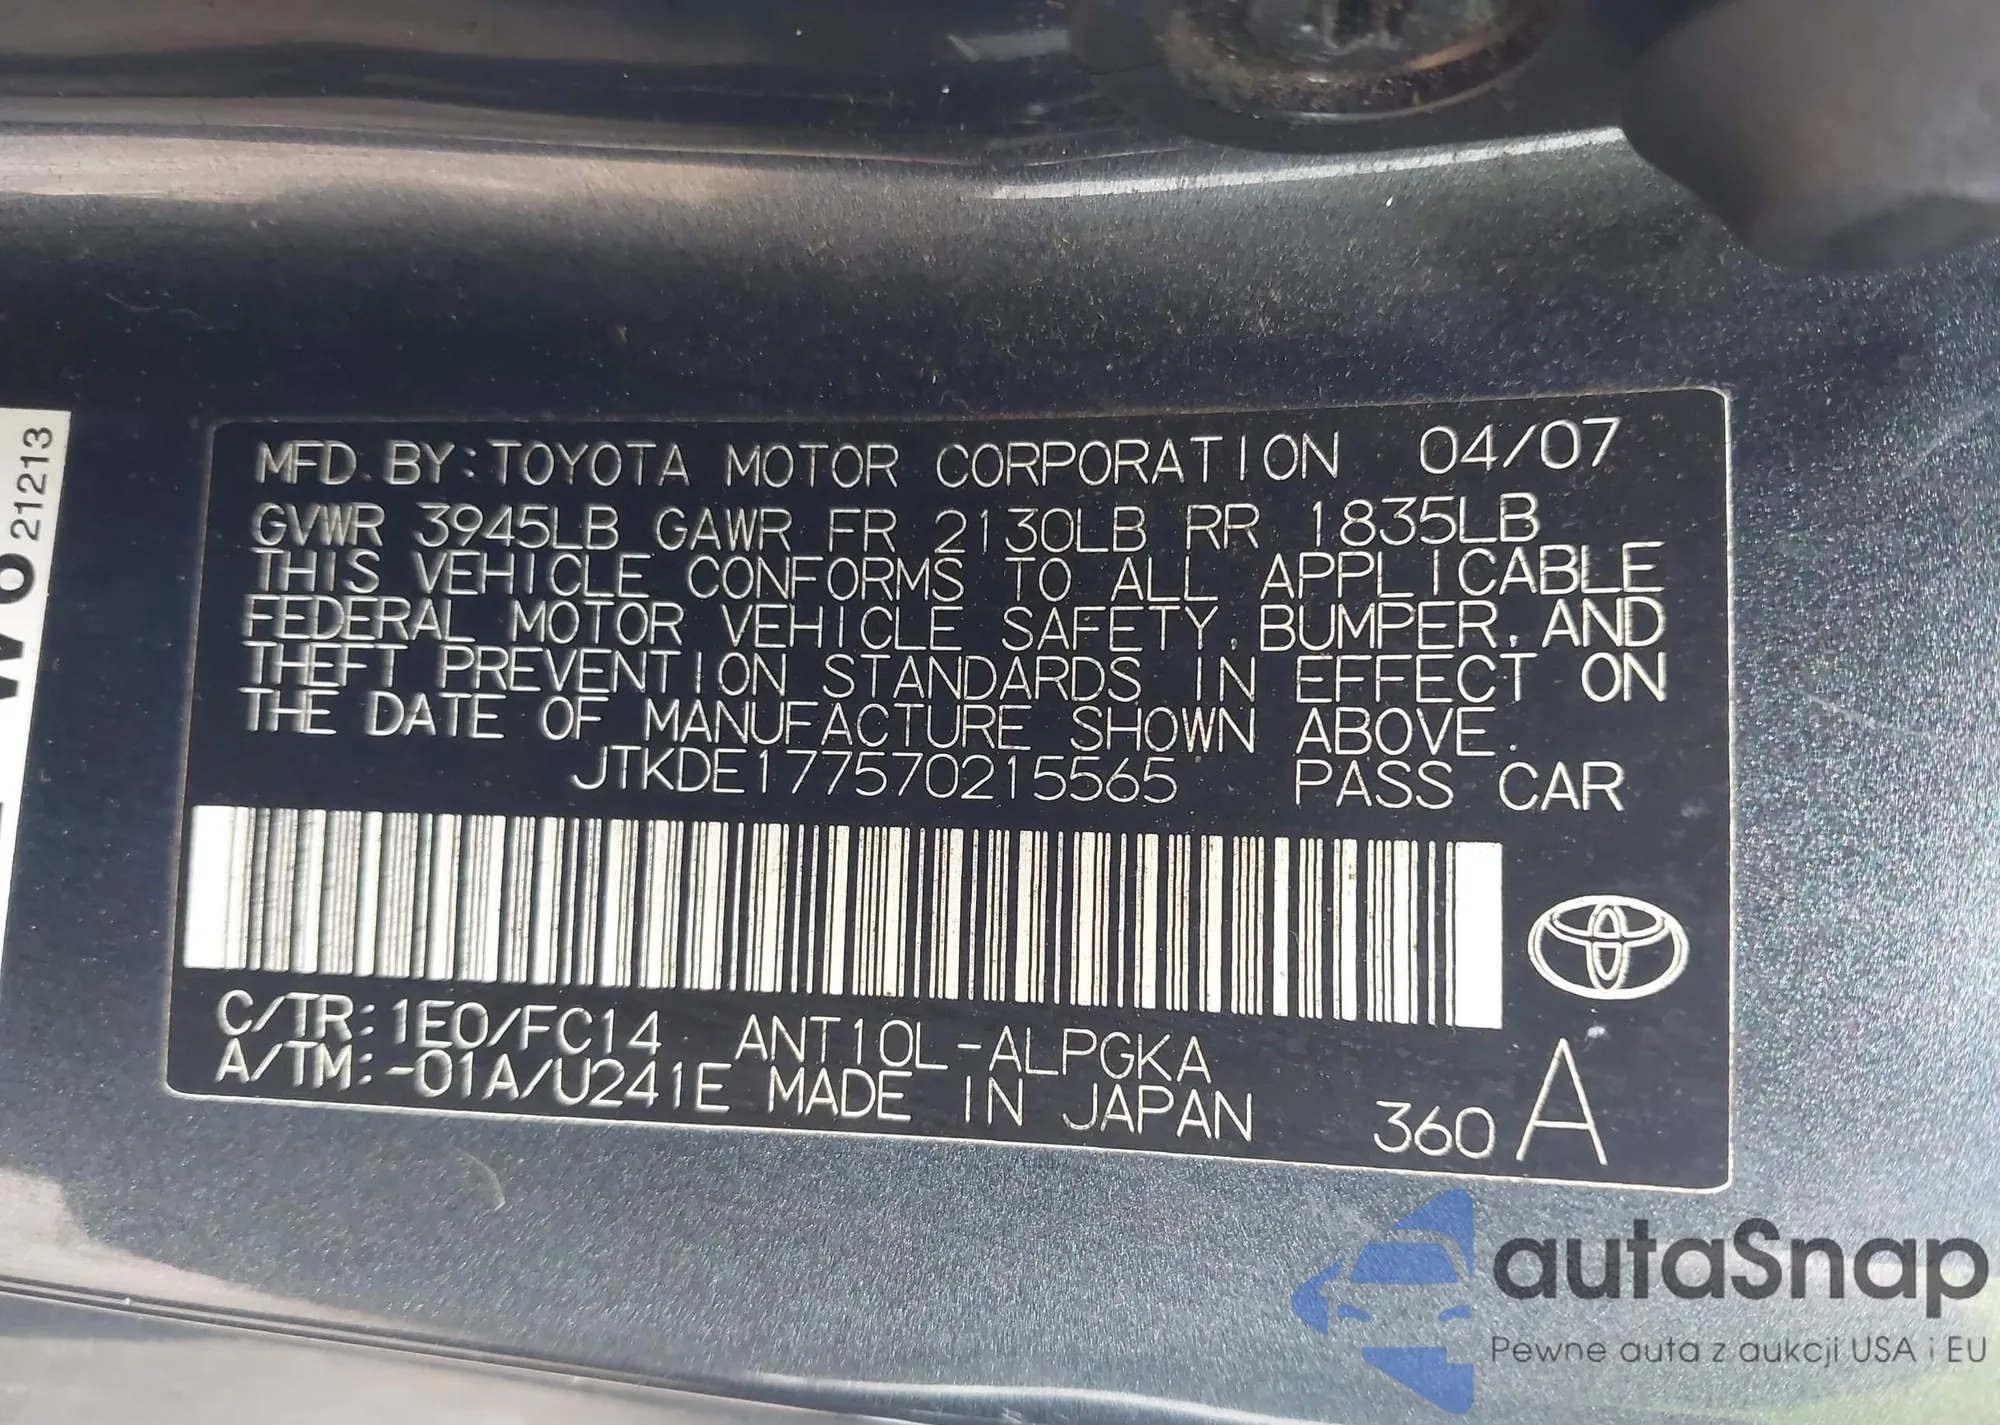 MFD. BY: TOYOTA MOTOR CORPORATION 04/07
GVWR 3945LB GAWR FR 2130LB RR 1835LB
THIS VEHICLE CONFORMS TO ALL APPLICABLE
FEDERAL MOTOR VEHICLE SAFETY, BUMPER, AND
THEFT PREVENTION STANDARDS IN EFFECT ON
THE DATE OF MANUFACTURE SHOWN ABOVE.
JTKDE177570215565 PASS CAR
C/TR: 1E0/FC14 ANT10L-ALPGKA
A/TM: -01A/U241E MADE IN JAPAN
360 A
21213
autaSnap
Pewne auta z aukcji USA i EU